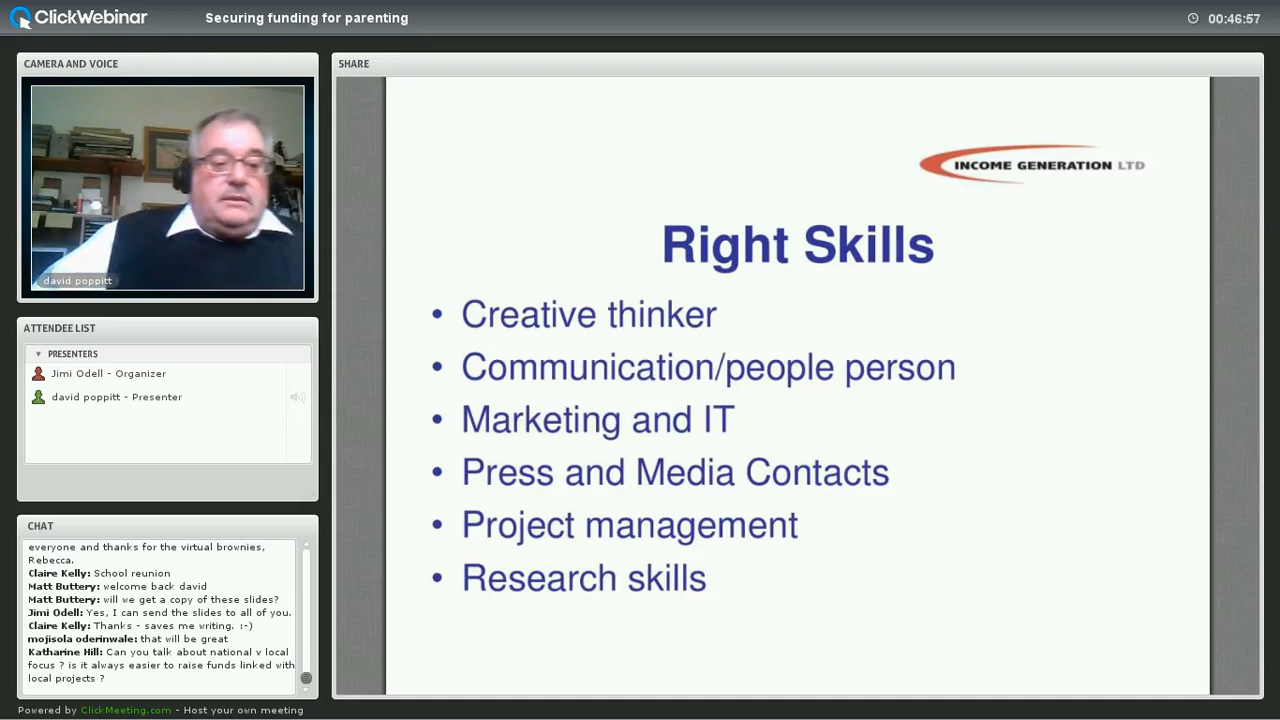 ClickWebinar
Securing funding for parenting
00:46:57
CAMERA AND VOICE
david poppitt
ATTENDEE LIST
PRESENTERS
Jimi Odell - Organizer
david poppitt - Presenter
CHAT
everyone and thanks for the virtual brownies,
Rebecca.
Claire Kelly: School reunion
Matt Buttery: welcome back david
Matt Buttery: will we get a copy of these slides?
Jimi Odell: Yes, I can send the slides to all of you.
Claire Kelly: Thanks - saves me writing. :-)
mojisola oderinwale: that will be great
Katharine Hill: Can you talk about national v local
focus ? is it always easier to raise funds linked with
local projects ?
SHARE
INCOME GENERATION LTD
Right Skills
• Creative thinker
• Communication/people person
• Marketing and IT
• Press and Media Contacts
• Project management
• Research skills
Powered by ClickMeeting.com - Host your own meeting